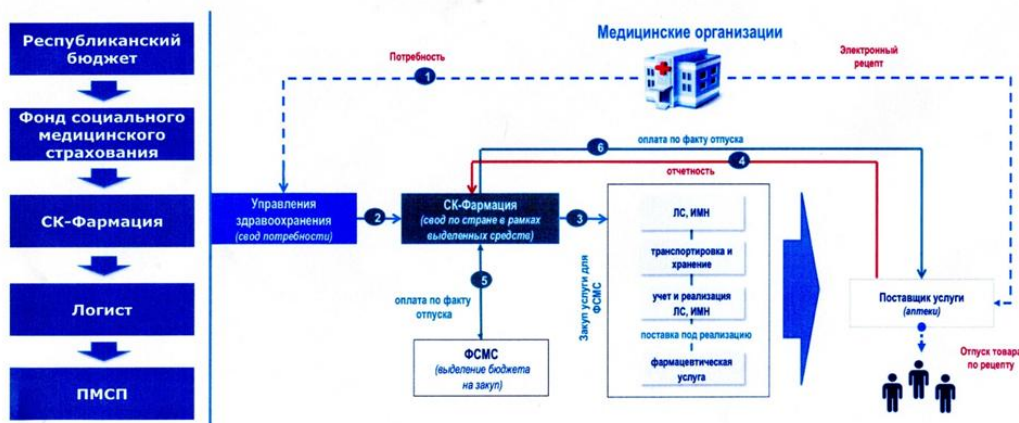 Республиканский
бюджет
Фонд социального
медицинского
страхования
СК-Фармация
Логист
ПМСП
Медицинские организации
Потребность
1
Электронный
рецепт
6
оплата по факту отпуска
4
отчетность
Управления
здравоохранения
(свод потребности)
2
СК-Фармация
(свод по стране в рамках
выделенных средств)
3
5
оплата по факту
отпуска
ФСМС
(выделение бюджета
на закуп)
Закуп услуги для
ФСМС
ЛС, ИМН
транспортировка и
хранение
учет и реализация
ЛС, ИМН
поставка под реализацию
фармацевтическая
услуга
Поставщик услуги
(аптеки)
Отпуск товара
по рецепту